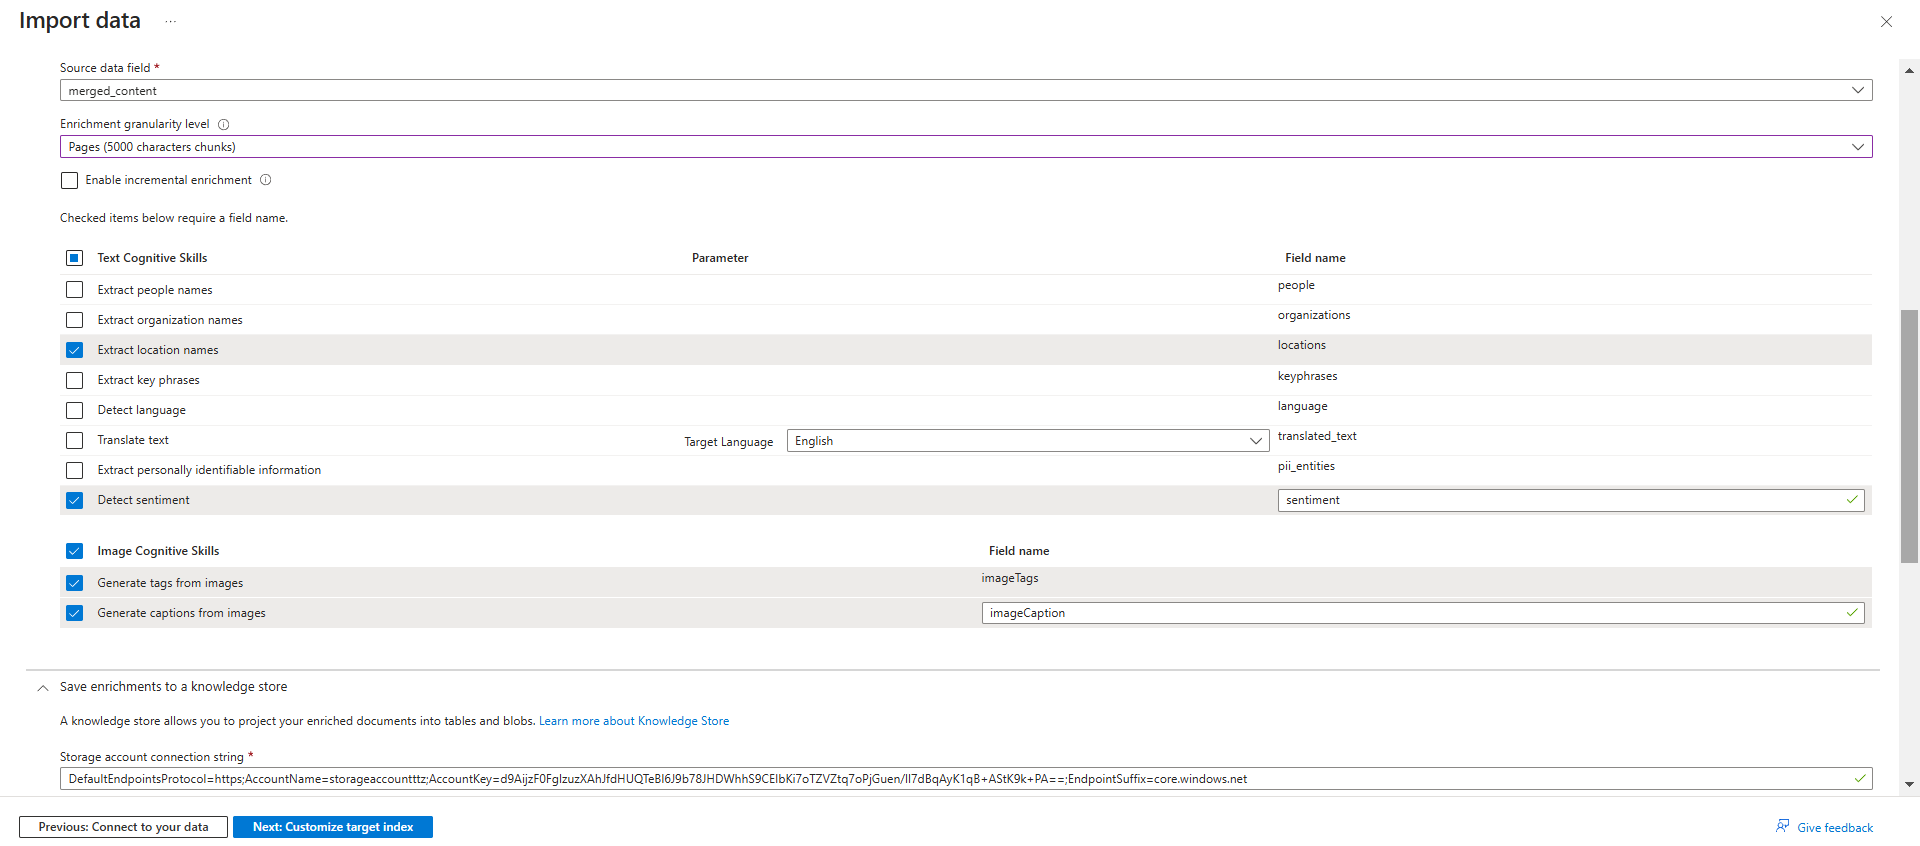 Import data ...
Source data field *
merged_content
Enrichment granularity level
Pages (5000 characters chunks)
Enable incremental enrichment
Checked items below require a field name.
Text Cognitive Skills Parameter Field name
Extract people names people
Extract organization names organizations
Extract location names locations
Extract key phrases keyphrases
Detect language language
Translate text Target Language English translated_text
Extract personally identifiable information pii_entities
Detect sentiment sentiment
Image Cognitive Skills Field name
Generate tags from images imageTags
Generate captions from images imageCaption
Save enrichments to a knowledge store
A knowledge store allows you to project your enriched documents into tables and blobs. Learn more about Knowledge Store
Storage account connection string *
DefaultEndpointsProtocol=https;AccountName=storageaccountttz;AccountKey=;EndpointSuffix=core.windows.net
Previous: Connect to your data Next: Customize target index Give feedback